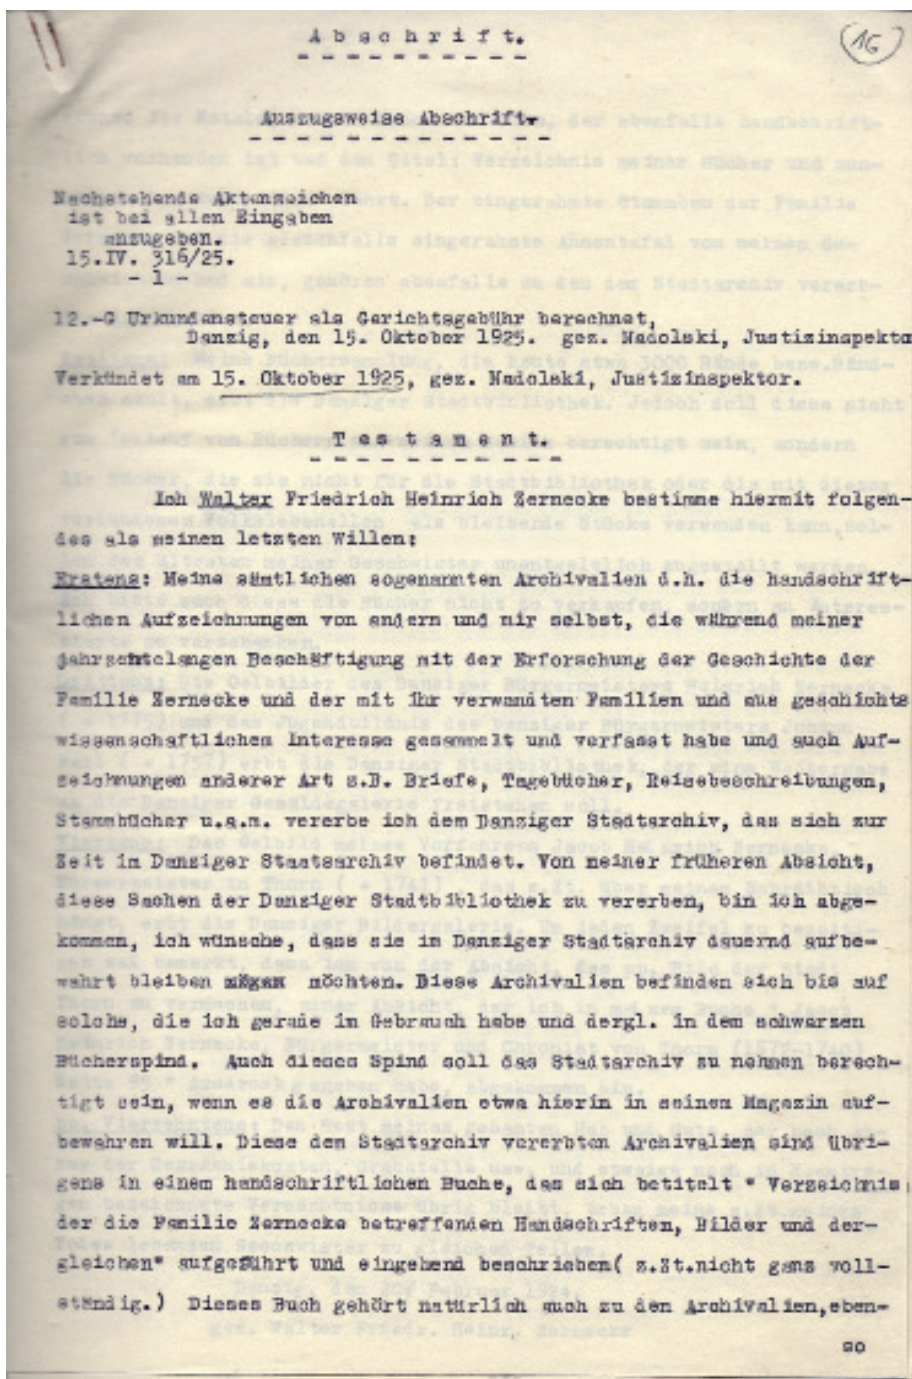 Abschrift.
16
Auszugsweise Abschrift.
Nachstehende Aktenzeichen
ist bei allen Eingaben
anzugeben.
15.IV. 316/25.
- 1 -
12.-G Urkundensteuer als Gerichtsgebühr berechnet,
Danzig, den 15. Oktober 1925. gez. Nadolski, Justizinspekto
Verkündet am 15. Oktober 1925, gez. Nadolski, Justizinspektor.
Testament.
Ich Walter Friedrich Heinrich Zernecke bestimme hiermit folgen-
des als meinen letzten Willen:
Erstens: Meine sämtlichen sogenannten Archivalien d.h. die handschrift-
lichen Aufzeichnungen von andern und mir selbst, die während meiner
jahrzehntelangen Beschäftigung mit der Erforschung der Geschichte der
Familie Zernecke und der mit ihr verwandten Familien und aus geschichts
wissenschaftlichem Interesse gesammelt und verfasst habe und auch Auf-
zeichnungen anderer Art z.B. Briefe, Tagebücher, Reisebeschreibungen,
Stammbücher u.a.m. vererbe ich dem Danziger Stadtarchiv, das sich zur
Zeit im Danziger Staatsarchiv befindet. Von meiner früheren Absicht,
diese Sachen der Danziger Stadtbibliothek zu vererben, bin ich abge-
kommen, ich wünsche, dass sie im Danziger Stadtarchiv dauernd aufbe-
wahrt bleiben mögen möchten. Diese Archivalien befinden sich bis auf
solche, die ich gerade im Gebrauch habe und dergl. in dem schwarzen
Bücherspind. Auch dieses Spind soll das Stadtarchiv zu nehmen berech-
tigt sein, wenn es die Archivalien etwa hierin in seinem Magazin auf-
bewahren will. Diese dem Stadtarchiv vererbten Archivalien sind übri-
gens in einem handschriftlichen Buche, das sich betitelt " Verzeichnis
der die Familie Zernecke betreffenden Handschriften, Bilder und der-
gleichen" aufgeführt und eingehend beschrieben( z.Zt.nicht ganz voll-
ständig.) Dieses Buch gehört natürlich auch zu den Archivalien,eben-
so